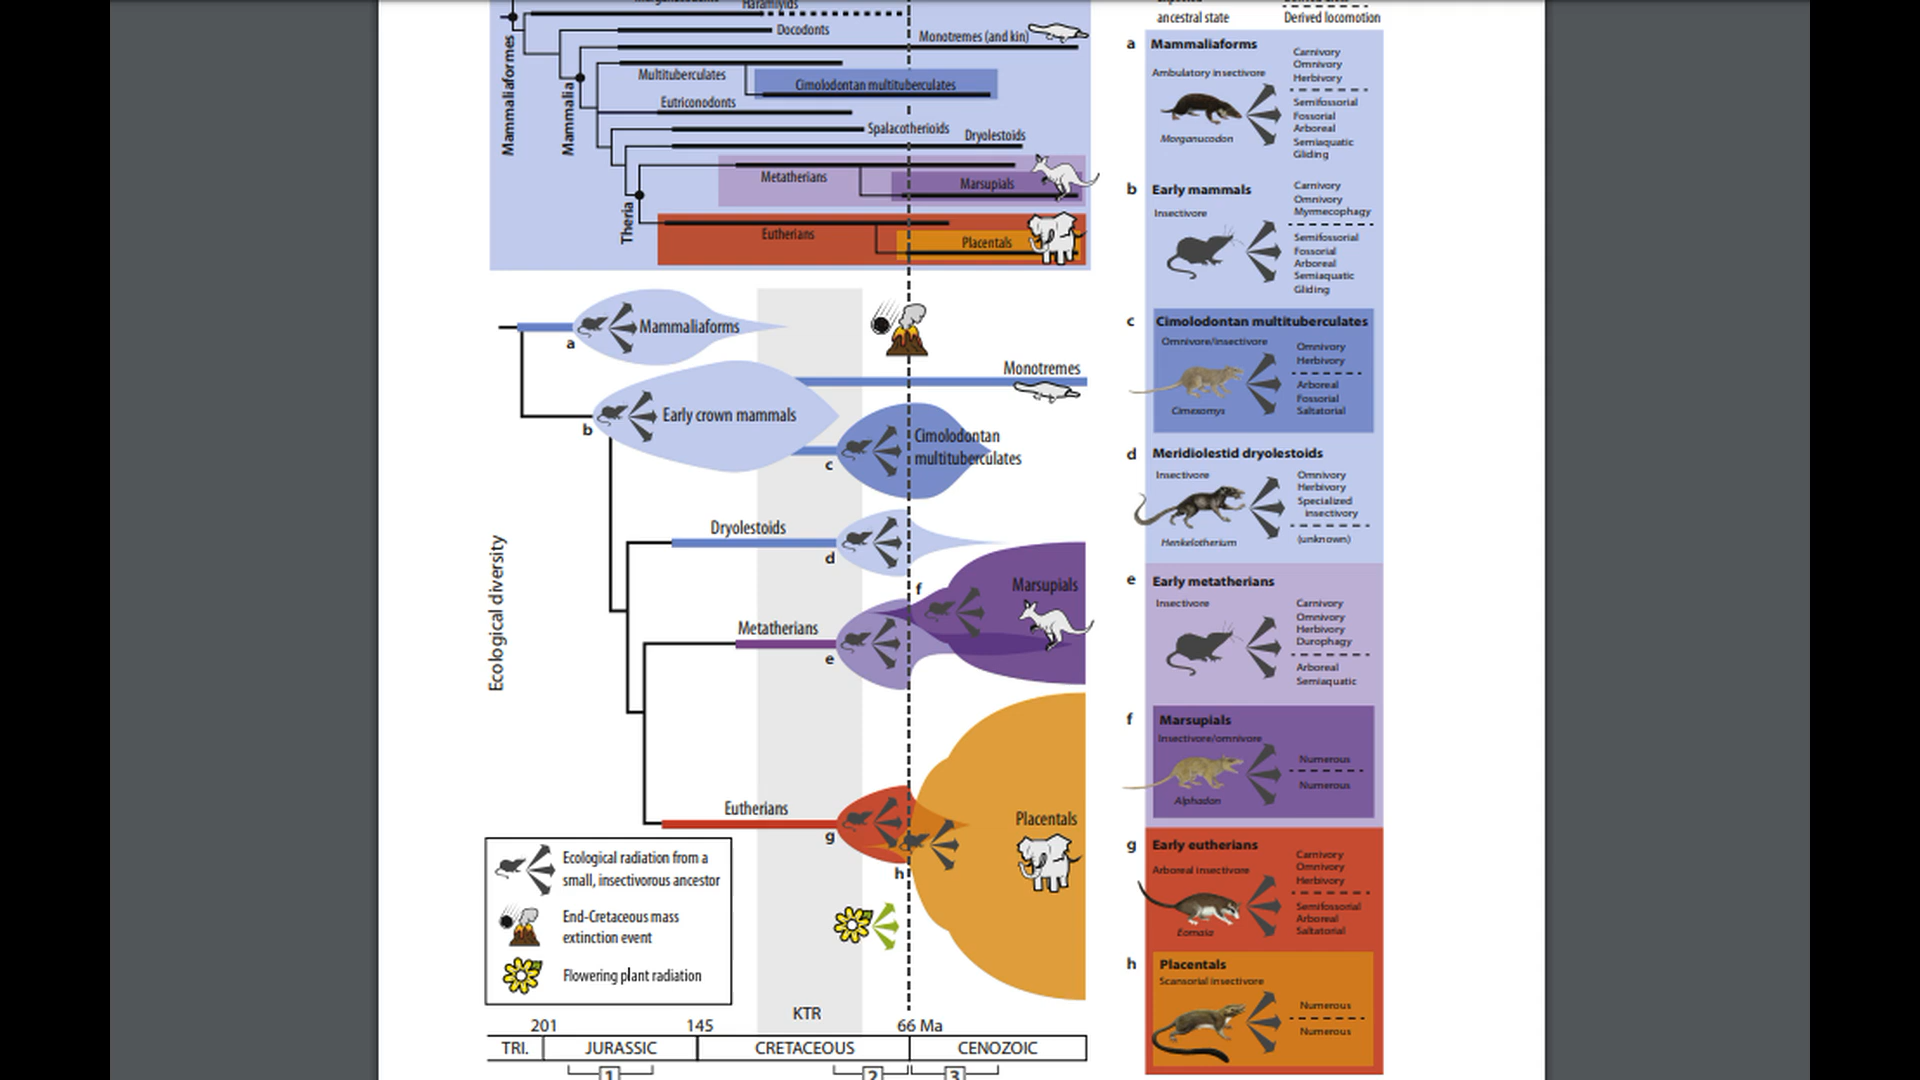 Haramiyids
Docodonts
Monotremes (and kin)
Multituberculates
Cimolodontan multituberculates
Eutriconodonts
Spalacotherioids
Dryolestoids
Metatherians
Marsupials
Eutherians
Placentals
Mammaliaformes
Mammalia
Theria
Mammaliaforms
a
Monotremes
Early crown mammals
b
Cimolodontan
multituberculates
c
Dryolestoids
d
f
Marsupials
Metatherians
e
Eutherians
g
Placentals
h
Ecological diversity
Ecological radiation from a
small, insectivorous ancestor
End-Cretaceous mass
extinction event
Flowering plant radiation
KTR
201
145
66 Ma
TRI.
JURASSIC
CRETACEOUS
CENOZOIC
1
2
3
ancestral state
Derived locomotion
a
Mammaliaforms
Ambulatory insectivore
Morganucodon
Carnivory
Omnivory
Herbivory
Semifossorial
Fossorial
Arboreal
Semiaquatic
Gliding
b
Early mammals
Insectivore
Carnivory
Omnivory
Myrmecophagy
Semifossorial
Fossorial
Arboreal
Semiaquatic
Gliding
c
Cimolodontan multituberculates
Omnivore/insectivore
Cimexomys
Omnivory
Herbivory
Arboreal
Fossorial
Saltatorial
d
Meridiolestid dryolestoids
Insectivore
Henkelotherium
Omnivory
Herbivory
Specialized
insectivory
(unknown)
e
Early metatherians
Insectivore
Carnivory
Omnivory
Herbivory
Durophagy
Arboreal
Semiaquatic
f
Marsupials
Insectivore/omnivore
Alphadon
Numerous
Numerous
g
Early eutherians
Arboreal insectivore
Eomaia
Carnivory
Omnivory
Herbivory
Semifossorial
Arboreal
Saltatorial
h
Placentals
Scansorial insectivore
Numerous
Numerous